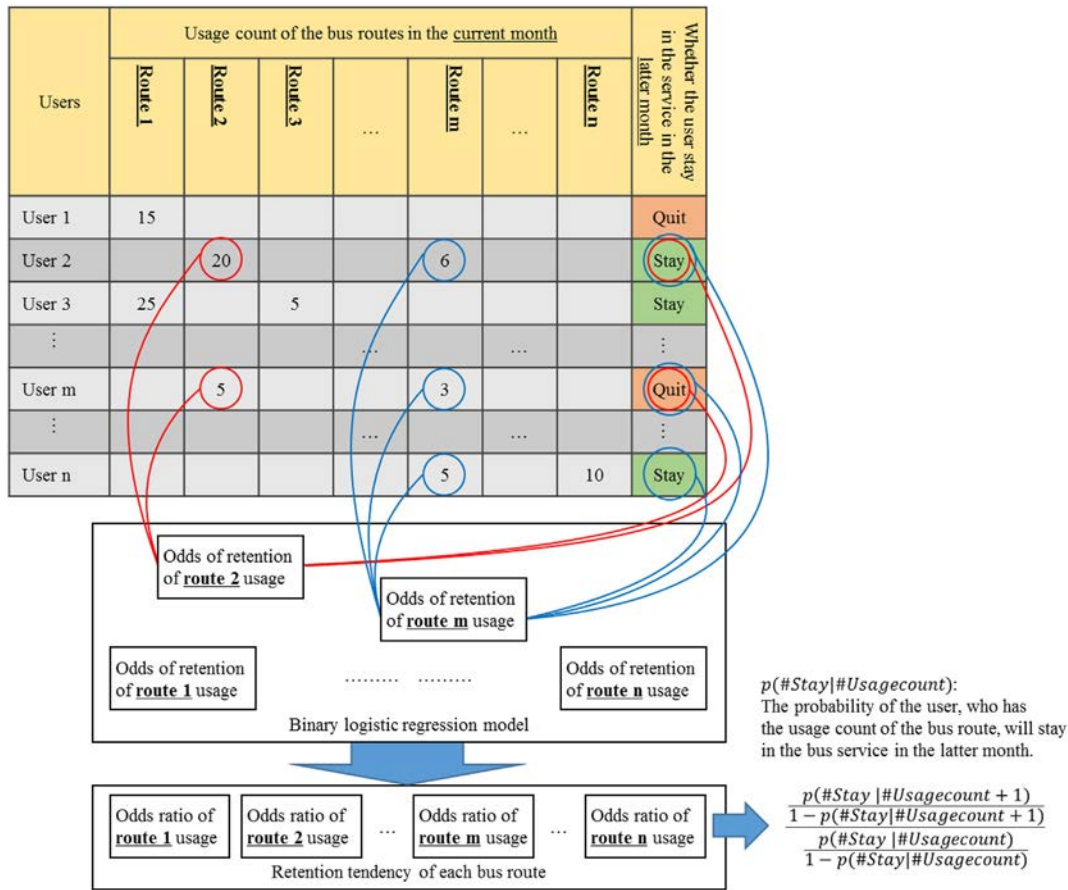 Users
Usage count of the bus routes in the current month
Whether the user stay
in the service in the
latter month
Route 1
Route 2
Route 3
...
Route m
...
Route n
User 1 15 Quit
User 2 20 6 Stay
User 3 25 5 Stay
⋮ ... ... ⋮
User m 5 3 Quit
⋮ ... ... ⋮
User n 5 10 Stay
Odds of retention
of route 2 usage
Odds of retention
of route m usage
Odds of retention
of route 1 usage
......... .........
Odds of retention
of route n usage
Binary logistic regression model
p(#Stay|#Usagecount):
The probability of the user, who has
the usage count of the bus route, will stay
in the bus service in the latter month.
Odds ratio of
route 1 usage
Odds ratio of
route 2 usage
...
Odds ratio of
route m usage
...
Odds ratio of
route n usage
Retention tendency of each bus route
p(#Stay |#Usagecount + 1)
1 − p(#Stay|#Usagecount + 1)
p(#Stay |#Usagecount)
1 − p(#Stay|#Usagecount)